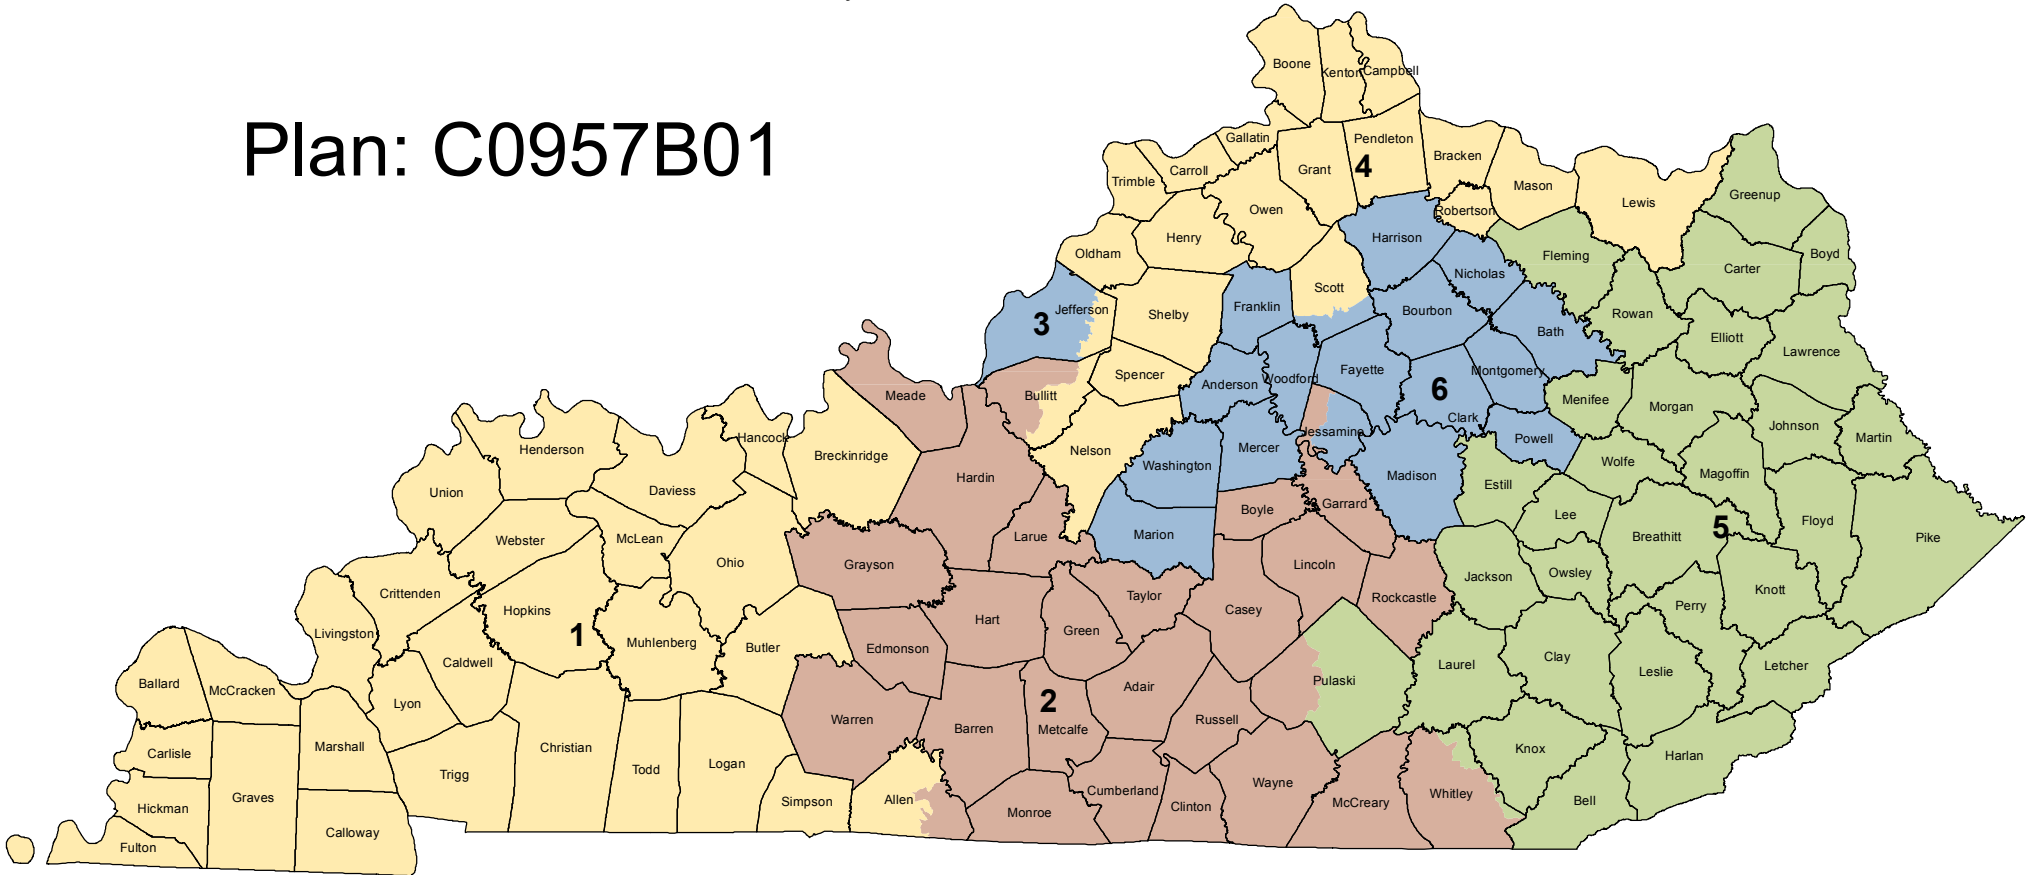 Plan: C0957B01
Boone
Kenton
Campbell
Gallatin
Pendleton
4
Carroll
Grant
Bracken
Trimble
Mason
Owen
Robertson
Lewis
Greenup
Henry
Harrison
Oldham
Fleming
Boyd
Nicholas
Carter
Scott
Franklin
Jefferson
3
Shelby
Bourbon
Rowan
Bath
Elliott
Lawrence
Spencer
Anderson
Woodford
Fayette
6
Montgomery
Meade
Bullitt
Menifee
Morgan
Clark
Jessamine
Powell
Johnson
Martin
Hancock
Henderson
Breckinridge
Nelson
Mercer
Washington
Wolfe
Magoffin
Madison
Hardin
Union
Daviess
Estill
Garrard
Boyle
Lee
5
Floyd
Webster
McLean
Larue
Marion
Breathitt
Pike
Ohio
Grayson
Lincoln
Jackson
Owsley
Crittenden
Taylor
Rockcastle
Knott
Hopkins
Casey
Perry
Livingston
1
Muhlenberg
Hart
Green
Butler
Edmonson
Caldwell
Laurel
Clay
Leslie
Letcher
Ballard
McCracken
Pulaski
Adair
Lyon
2
Warren
Barren
Metcalfe
Russell
Carlisle
Marshall
Christian
Knox
Harlan
Trigg
Todd
Logan
Wayne
Cumberland
Whitley
Graves
Simpson
Allen
McCreary
Bell
Hickman
Monroe
Clinton
Calloway
Fulton